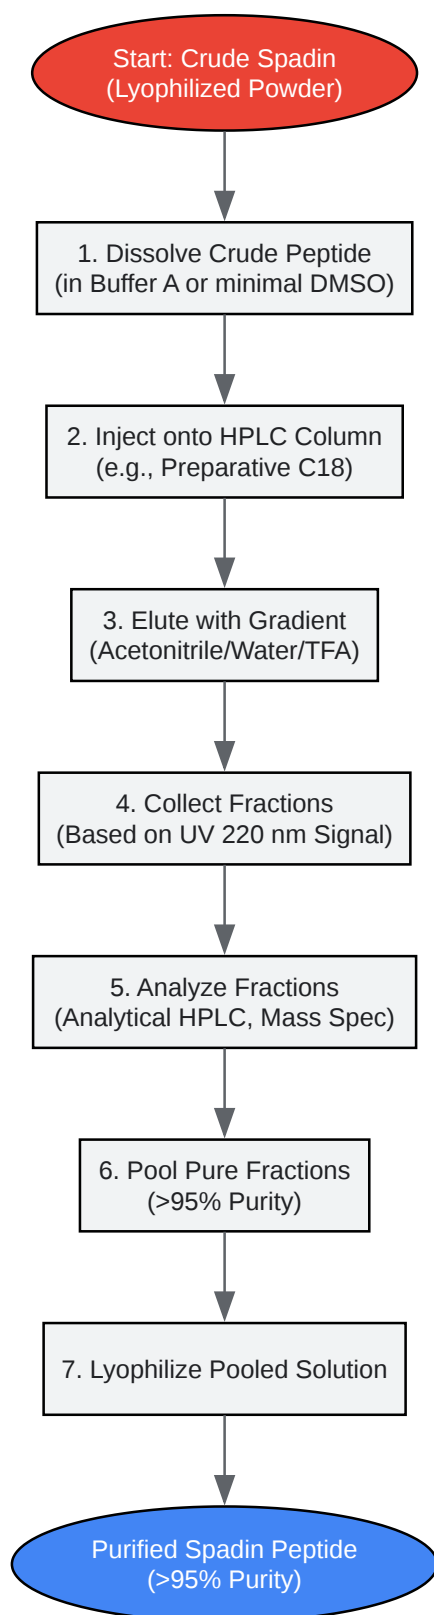 Start: Crude Spadin
(Lyophilized Powder)
1. Dissolve Crude Peptide
(in Buffer A or minimal DMSO)
2. Inject onto HPLC Column
(e.g., Preparative C18)
3. Elute with Gradient
(Acetonitrile/Water/TFA)
4. Collect Fractions
(Based on UV 220 nm Signal)
5. Analyze Fractions
(Analytical HPLC, Mass Spec)
6. Pool Pure Fractions
(>95% Purity)
7. Lyophilize Pooled Solution
Purified Spadin Peptide
(>95% Purity)